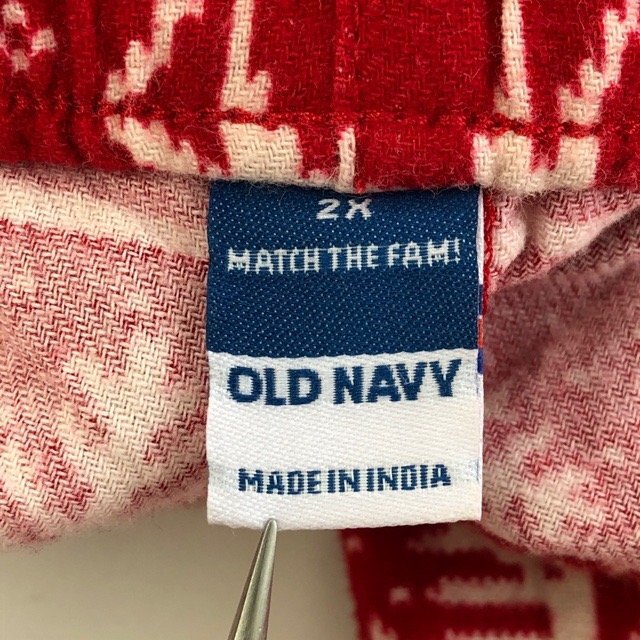 2X
MATCH THE FAM!
OLD NAVY
MADE IN INDIA